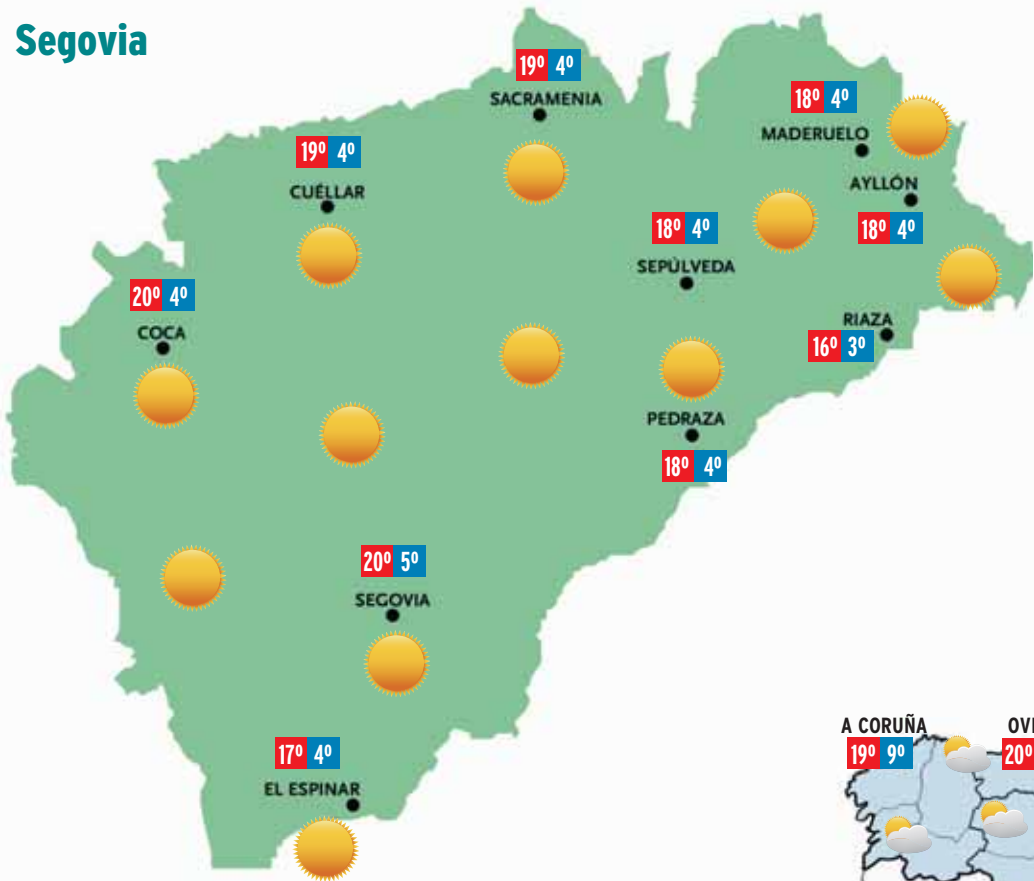 Segovia
19º 4º
SACRAMENIA
18º 4º
MADERUELO
19º 4º
CUÉLLAR
AYLLÓN
18º 4º
18º 4º
SEPÚLVEDA
20º 4º
COCA
RIAZA
16º 3º
PEDRAZA
18º 4º
20º 5º
SEGOVIA
17º 4º
EL ESPINAR
A CORUÑA
19º 9º
OVI
20º